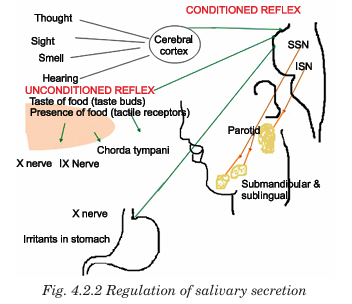 CONDITIONED REFLEX
Thought
Sight
Smell
Hearing
Cerebral
cortex
SSN
ISN
UNCONDITIONED REFLEX
Taste of food (taste buds)
Presence of food (tactile receptors)
Chorda tympani
X nerve IX Nerve
Parotid
Submandibular &
sublingual
X nerve
Irritants in stomach
Fig. 4.2.2 Regulation of salivary secretion